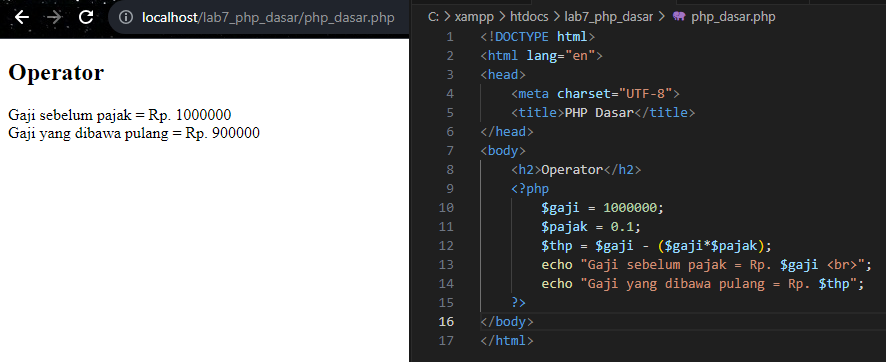 localhost/lab7_php_dasar/php_dasar.php
Operator
Gaji sebelum pajak = Rp. 1000000
Gaji yang dibawa pulang = Rp. 900000
C: > xampp > htdocs > lab7_php_dasar > php_dasar.php
1 <!DOCTYPE html>
2 <html lang="en">
3 <head>
4 <meta charset="UTF-8">
5 <title>PHP Dasar</title>
6 </head>
7 <body>
8 <h2>Operator</h2>
9 <?php
10 $gaji = 1000000;
11 $pajak = 0.1;
12 $thp = $gaji - ($gaji*$pajak);
13 echo "Gaji sebelum pajak = Rp. $gaji <br>";
14 echo "Gaji yang dibawa pulang = Rp. $thp";
15 ?>
16 </body>
17 </html>